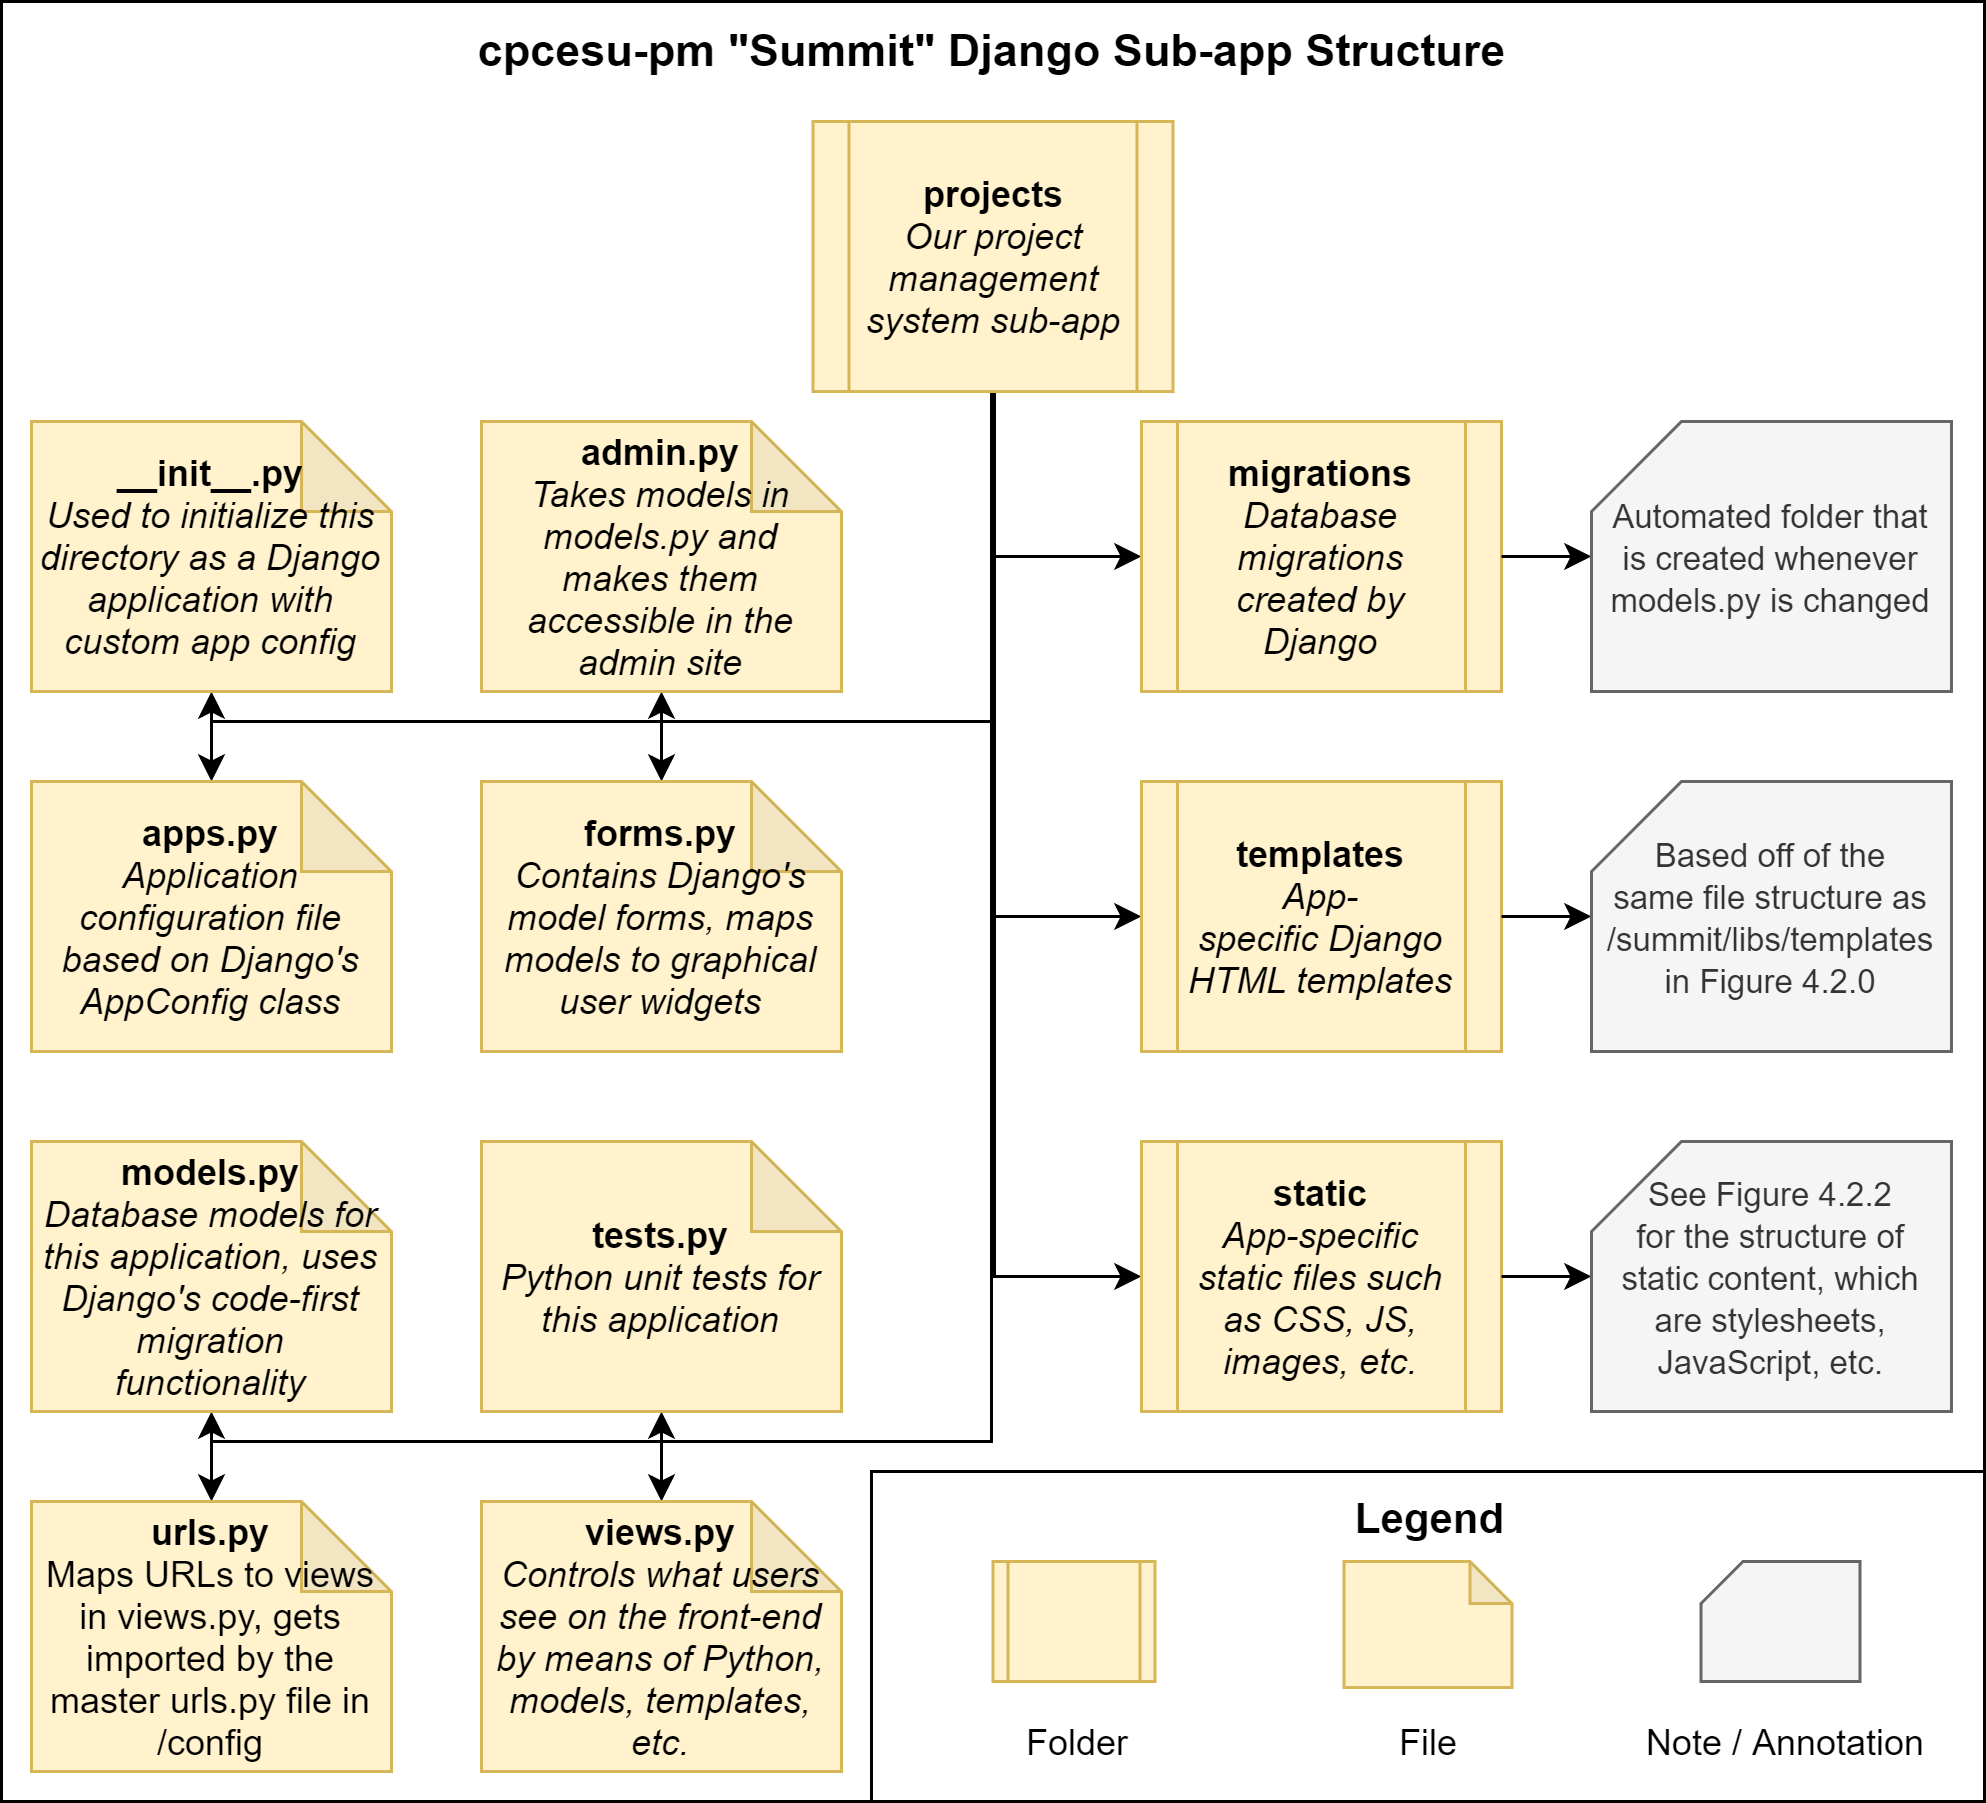 cpcesu-pm "Summit" Django Sub-app Structure
projects
Our project
management
system sub-app
__init__.py
Used to initialize this
directory as a Django
application with
custom app config
admin.py
Takes models in
models.py and
makes them
accessible in the
admin site
migrations
Database
migrations
created by
Django
Automated folder that
is created whenever
models.py is changed
apps.py
Application
configuration file
based on Django's
AppConfig class
forms.py
Contains Django's
model forms, maps
models to graphical
user widgets
templates
App-
specific Django
HTML templates
Based off of the
same file structure as
/summit/libs/templates
in Figure 4.2.0
models.py
Database models for
this application, uses
Django's code-first
migration
functionality
tests.py
Python unit tests for
this application
static
App-specific
static files such
as CSS, JS,
images, etc.
See Figure 4.2.2
for the structure of
static content, which
are stylesheets,
JavaScript, etc.
urls.py
Maps URLs to views
in views.py, gets
imported by the
master urls.py file in
/config
views.py
Controls what users
see on the front-end
by means of Python,
models, templates,
etc.
Legend
Folder
File
Note / Annotation